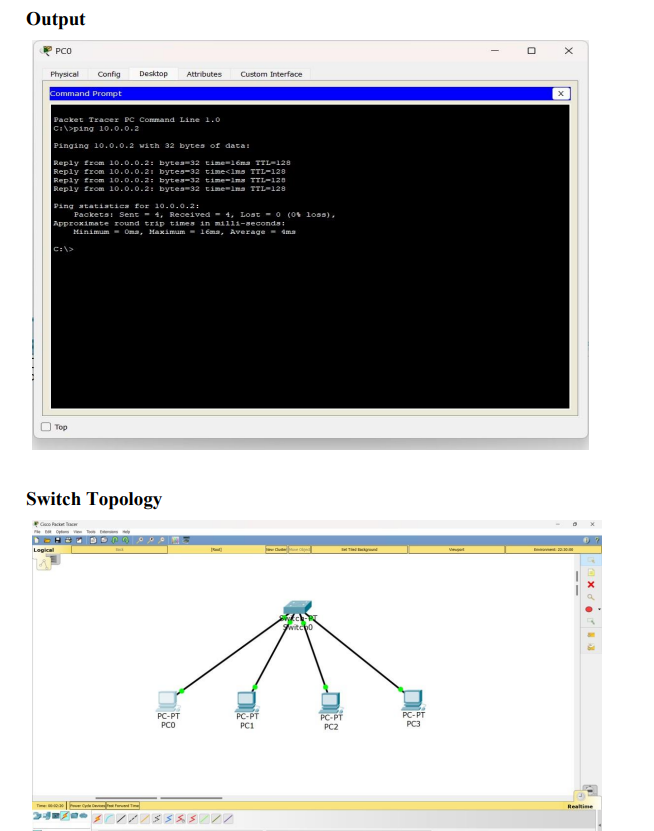 Output
PC0
Physical Config Desktop Attributes Custom Interface
Command Prompt
X
Packet Tracer PC Command Line 1.0
C:\>ping 10.0.0.2
Pinging 10.0.0.2 with 32 bytes of data:
Reply from 10.0.0.2: bytes=32 time=16ms TTL=128
Reply from 10.0.0.2: bytes=32 time<1ms TTL=128
Reply from 10.0.0.2: bytes=32 time=1ms TTL=128
Reply from 10.0.0.2: bytes=32 time=1ms TTL=128
Ping statistics for 10.0.0.2:
Packets: Sent = 4, Received = 4, Lost = 0 (0% loss),
Approximate round trip times in milli-seconds:
Minimum = 0ms, Maximum = 16ms, Average = 4ms
C:\>
Top
Switch Topology
Cisco Packet Tracer
File Edit Options View Tools Extensions Help
Logical [Root] New Cluster Set Tiled Background Viewport
Switch-PT
Switch0
PC-PT
PC0
PC-PT
PC1
PC-PT
PC2
PC-PT
PC3
Power Cycle Devices Fast Forward Time
Realtime